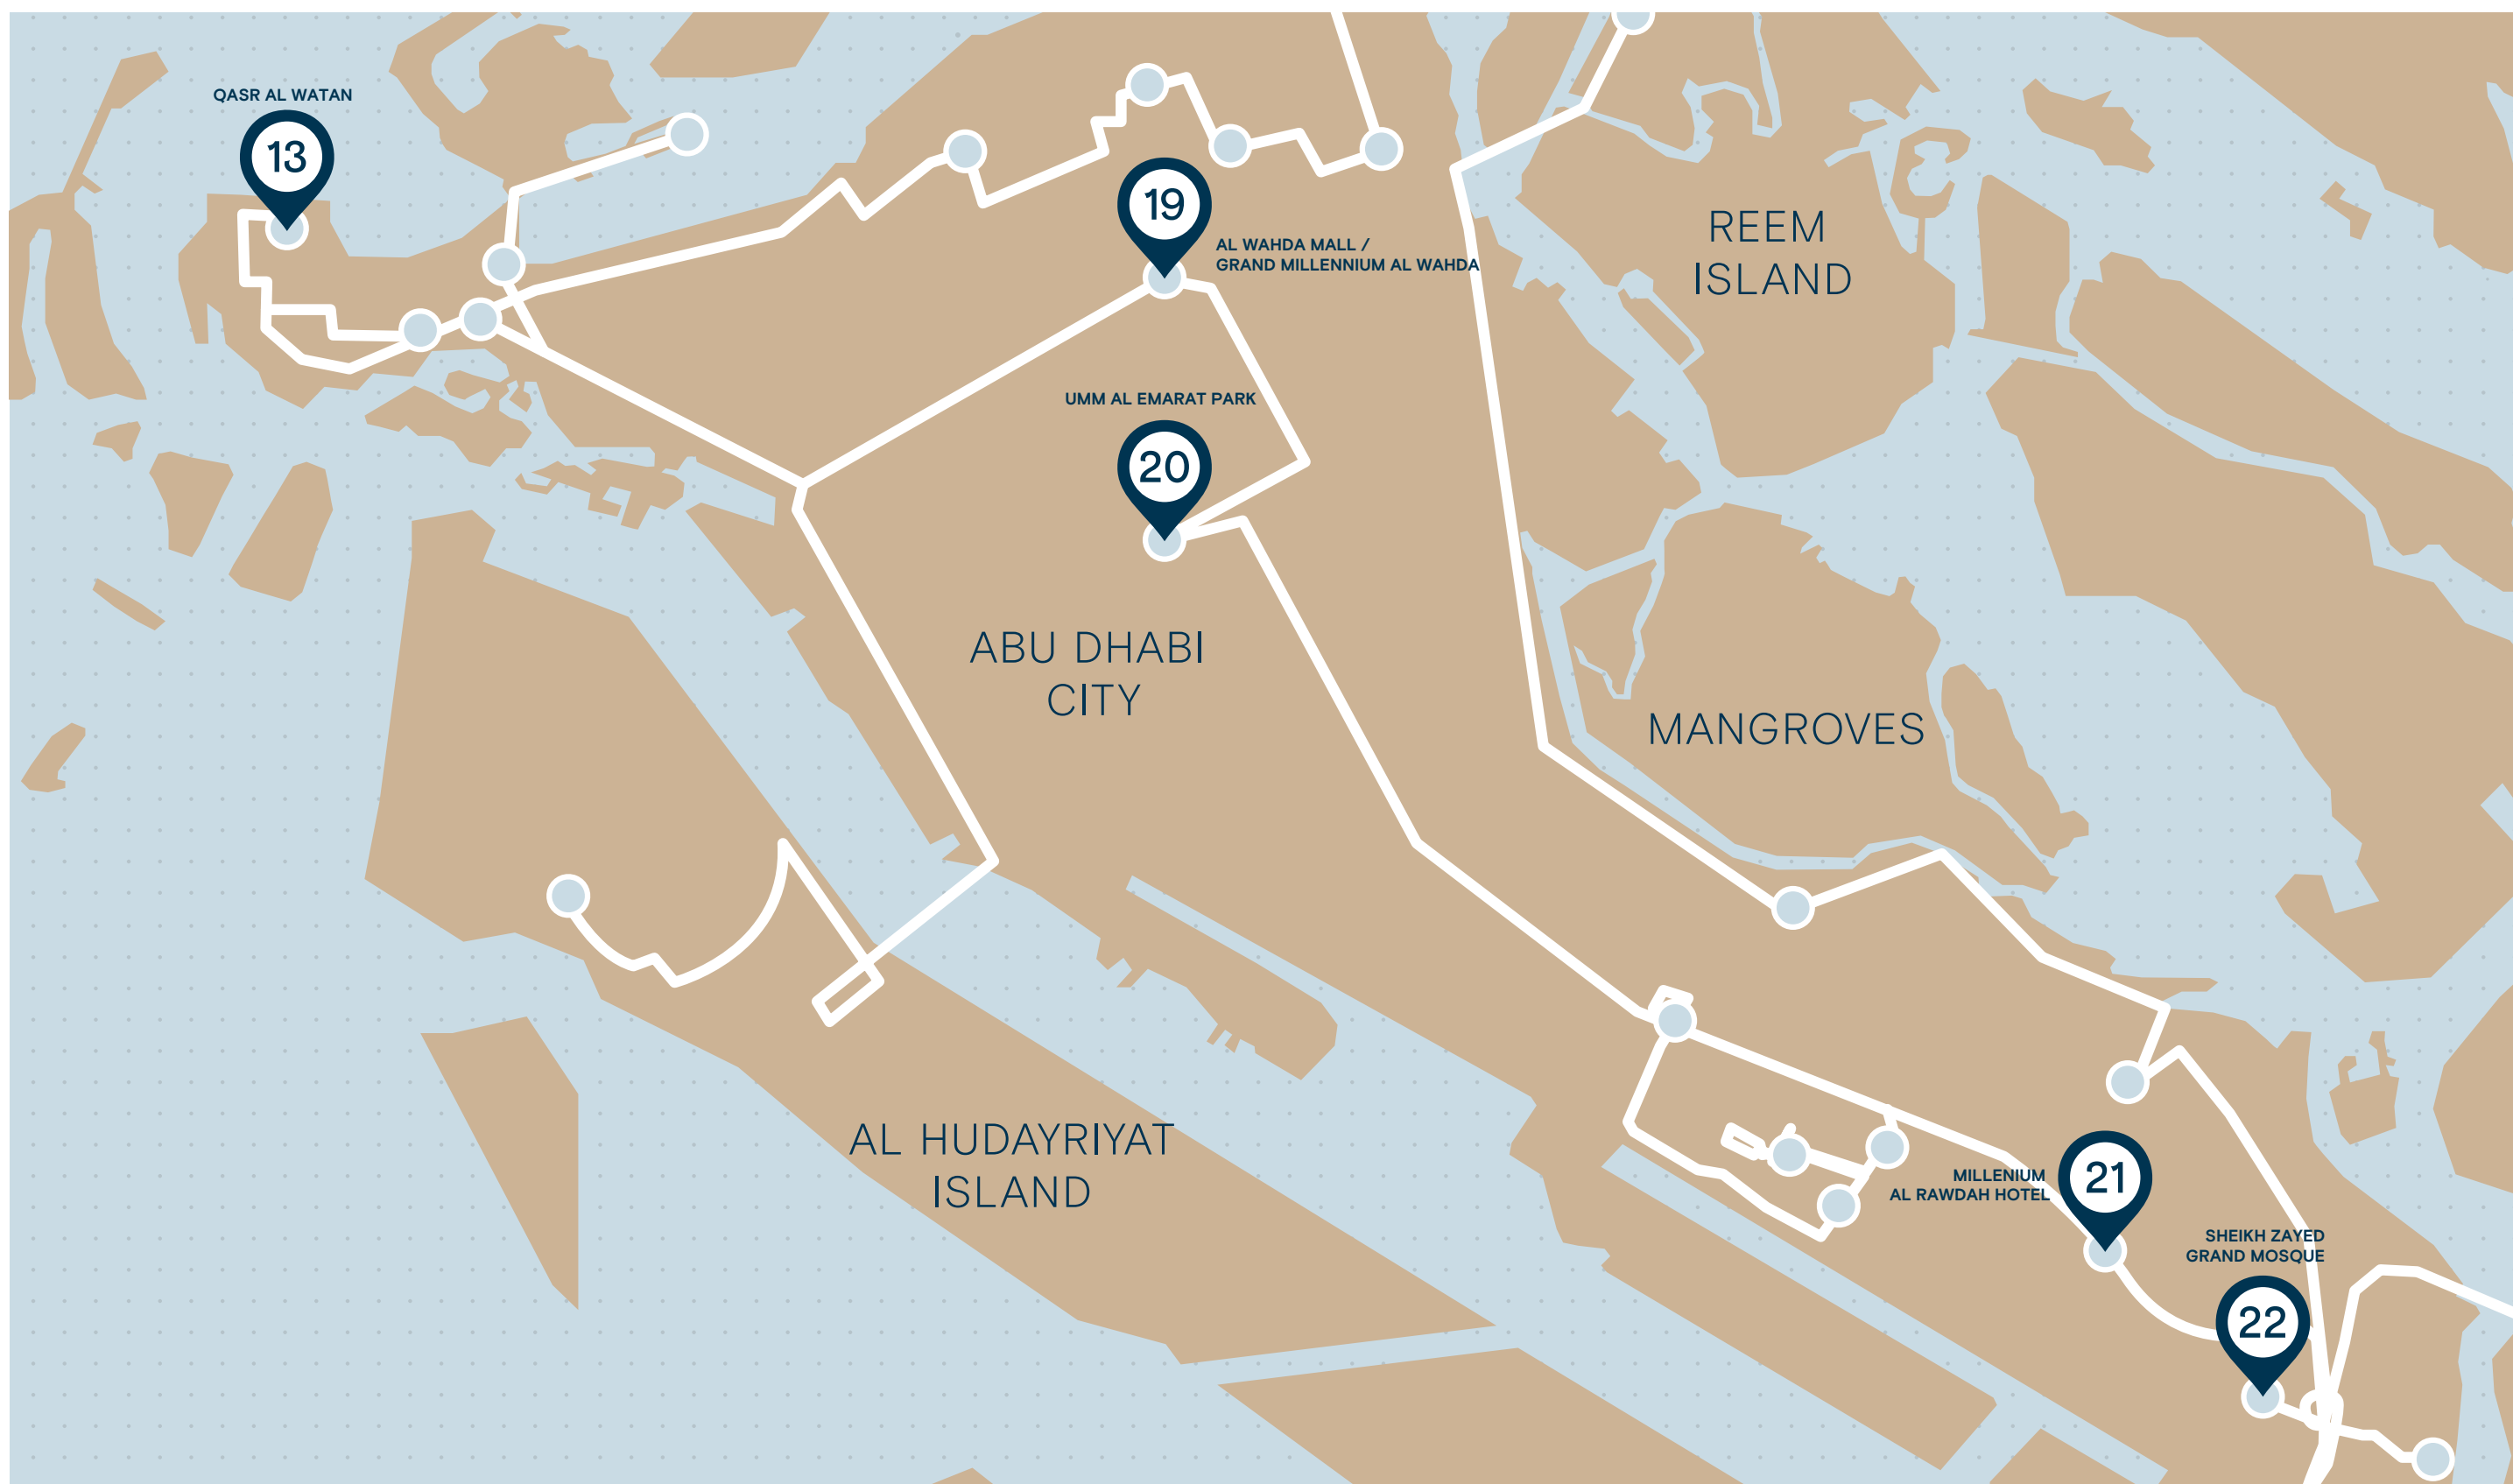 QASR AL WATAN
13
19
AL WAHDA MALL /
GRAND MILLENNIUM AL WAHDA
REEM
ISLAND
UMM AL EMARAT PARK
20
ABU DHABI
CITY
MANGROVES
AL HUDAYRIYAT
ISLAND
MILLENIUM
AL RAWDAH HOTEL
21
SHEIKH ZAYED
GRAND MOSQUE
22